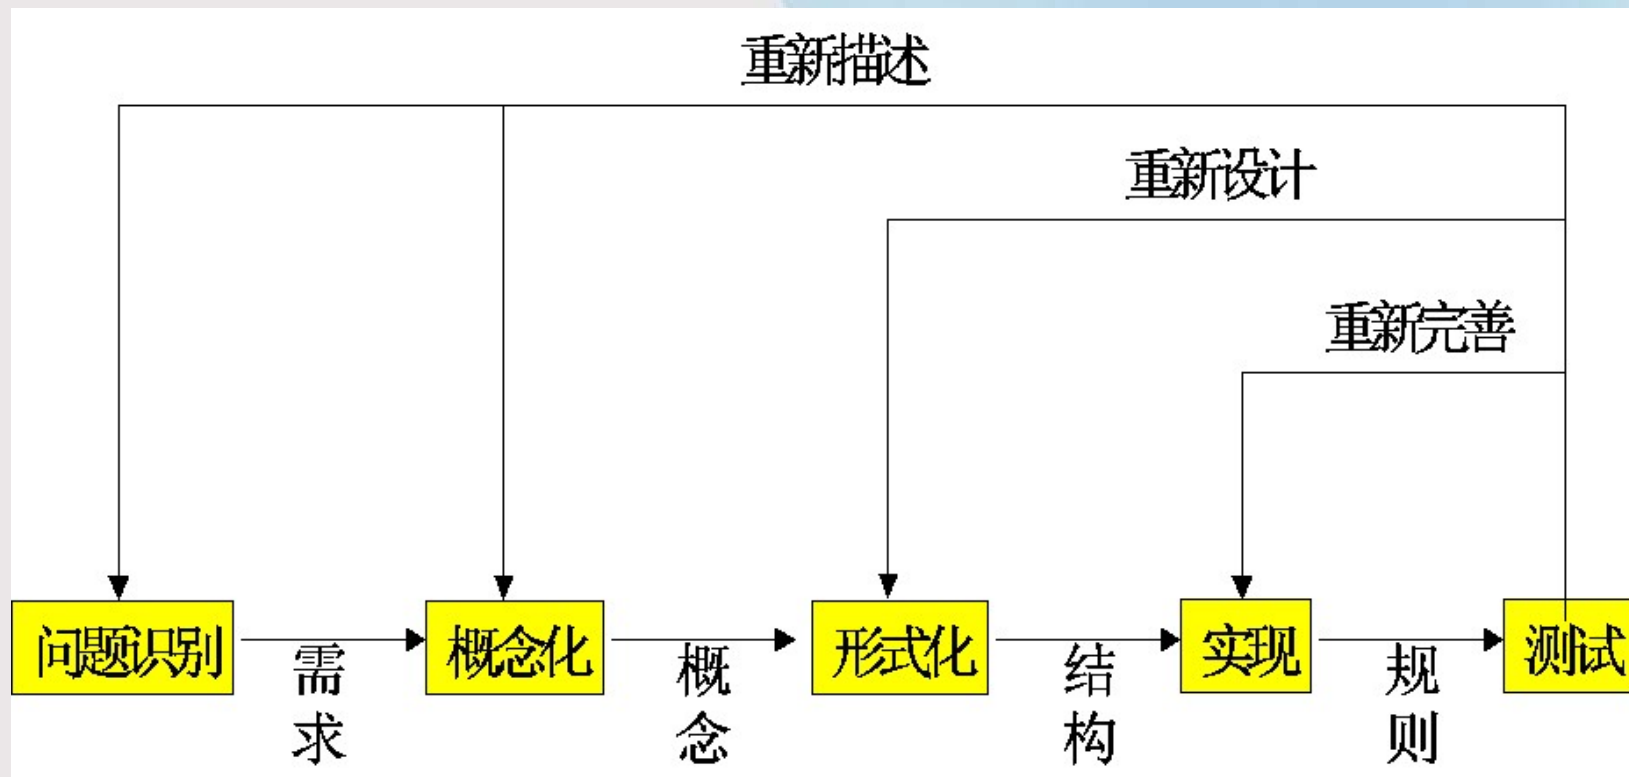 重新描述
重新设计
重新完善
问题识别
需求
概念化
概念
形式化
结构
实现
规则
测试